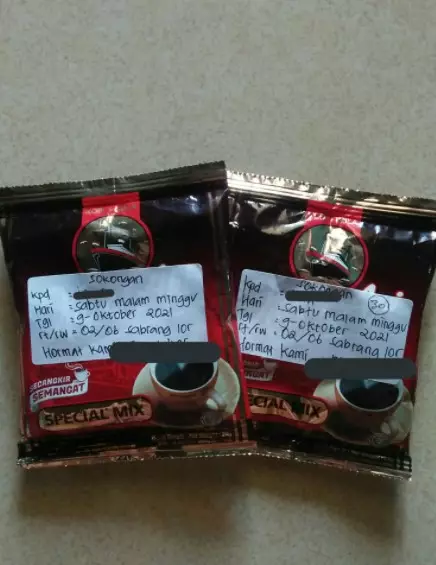 sokongan
Kpd :
Hari : sabtu malam minggu
Tgl : 9-Oktober 2021
rt/rw = 02/06 sabrang lor
Hormat kami
SECANGKIR
SEMANGAT
SPECIAL MIX
sokongan
30
kpd :
Hari : sabtu malam minggu
Tgl : 9-Oktober 2021
rt/rw = 02/06 sabrang lor
Hormat kami
SEMANGAT
SPECIAL MIX